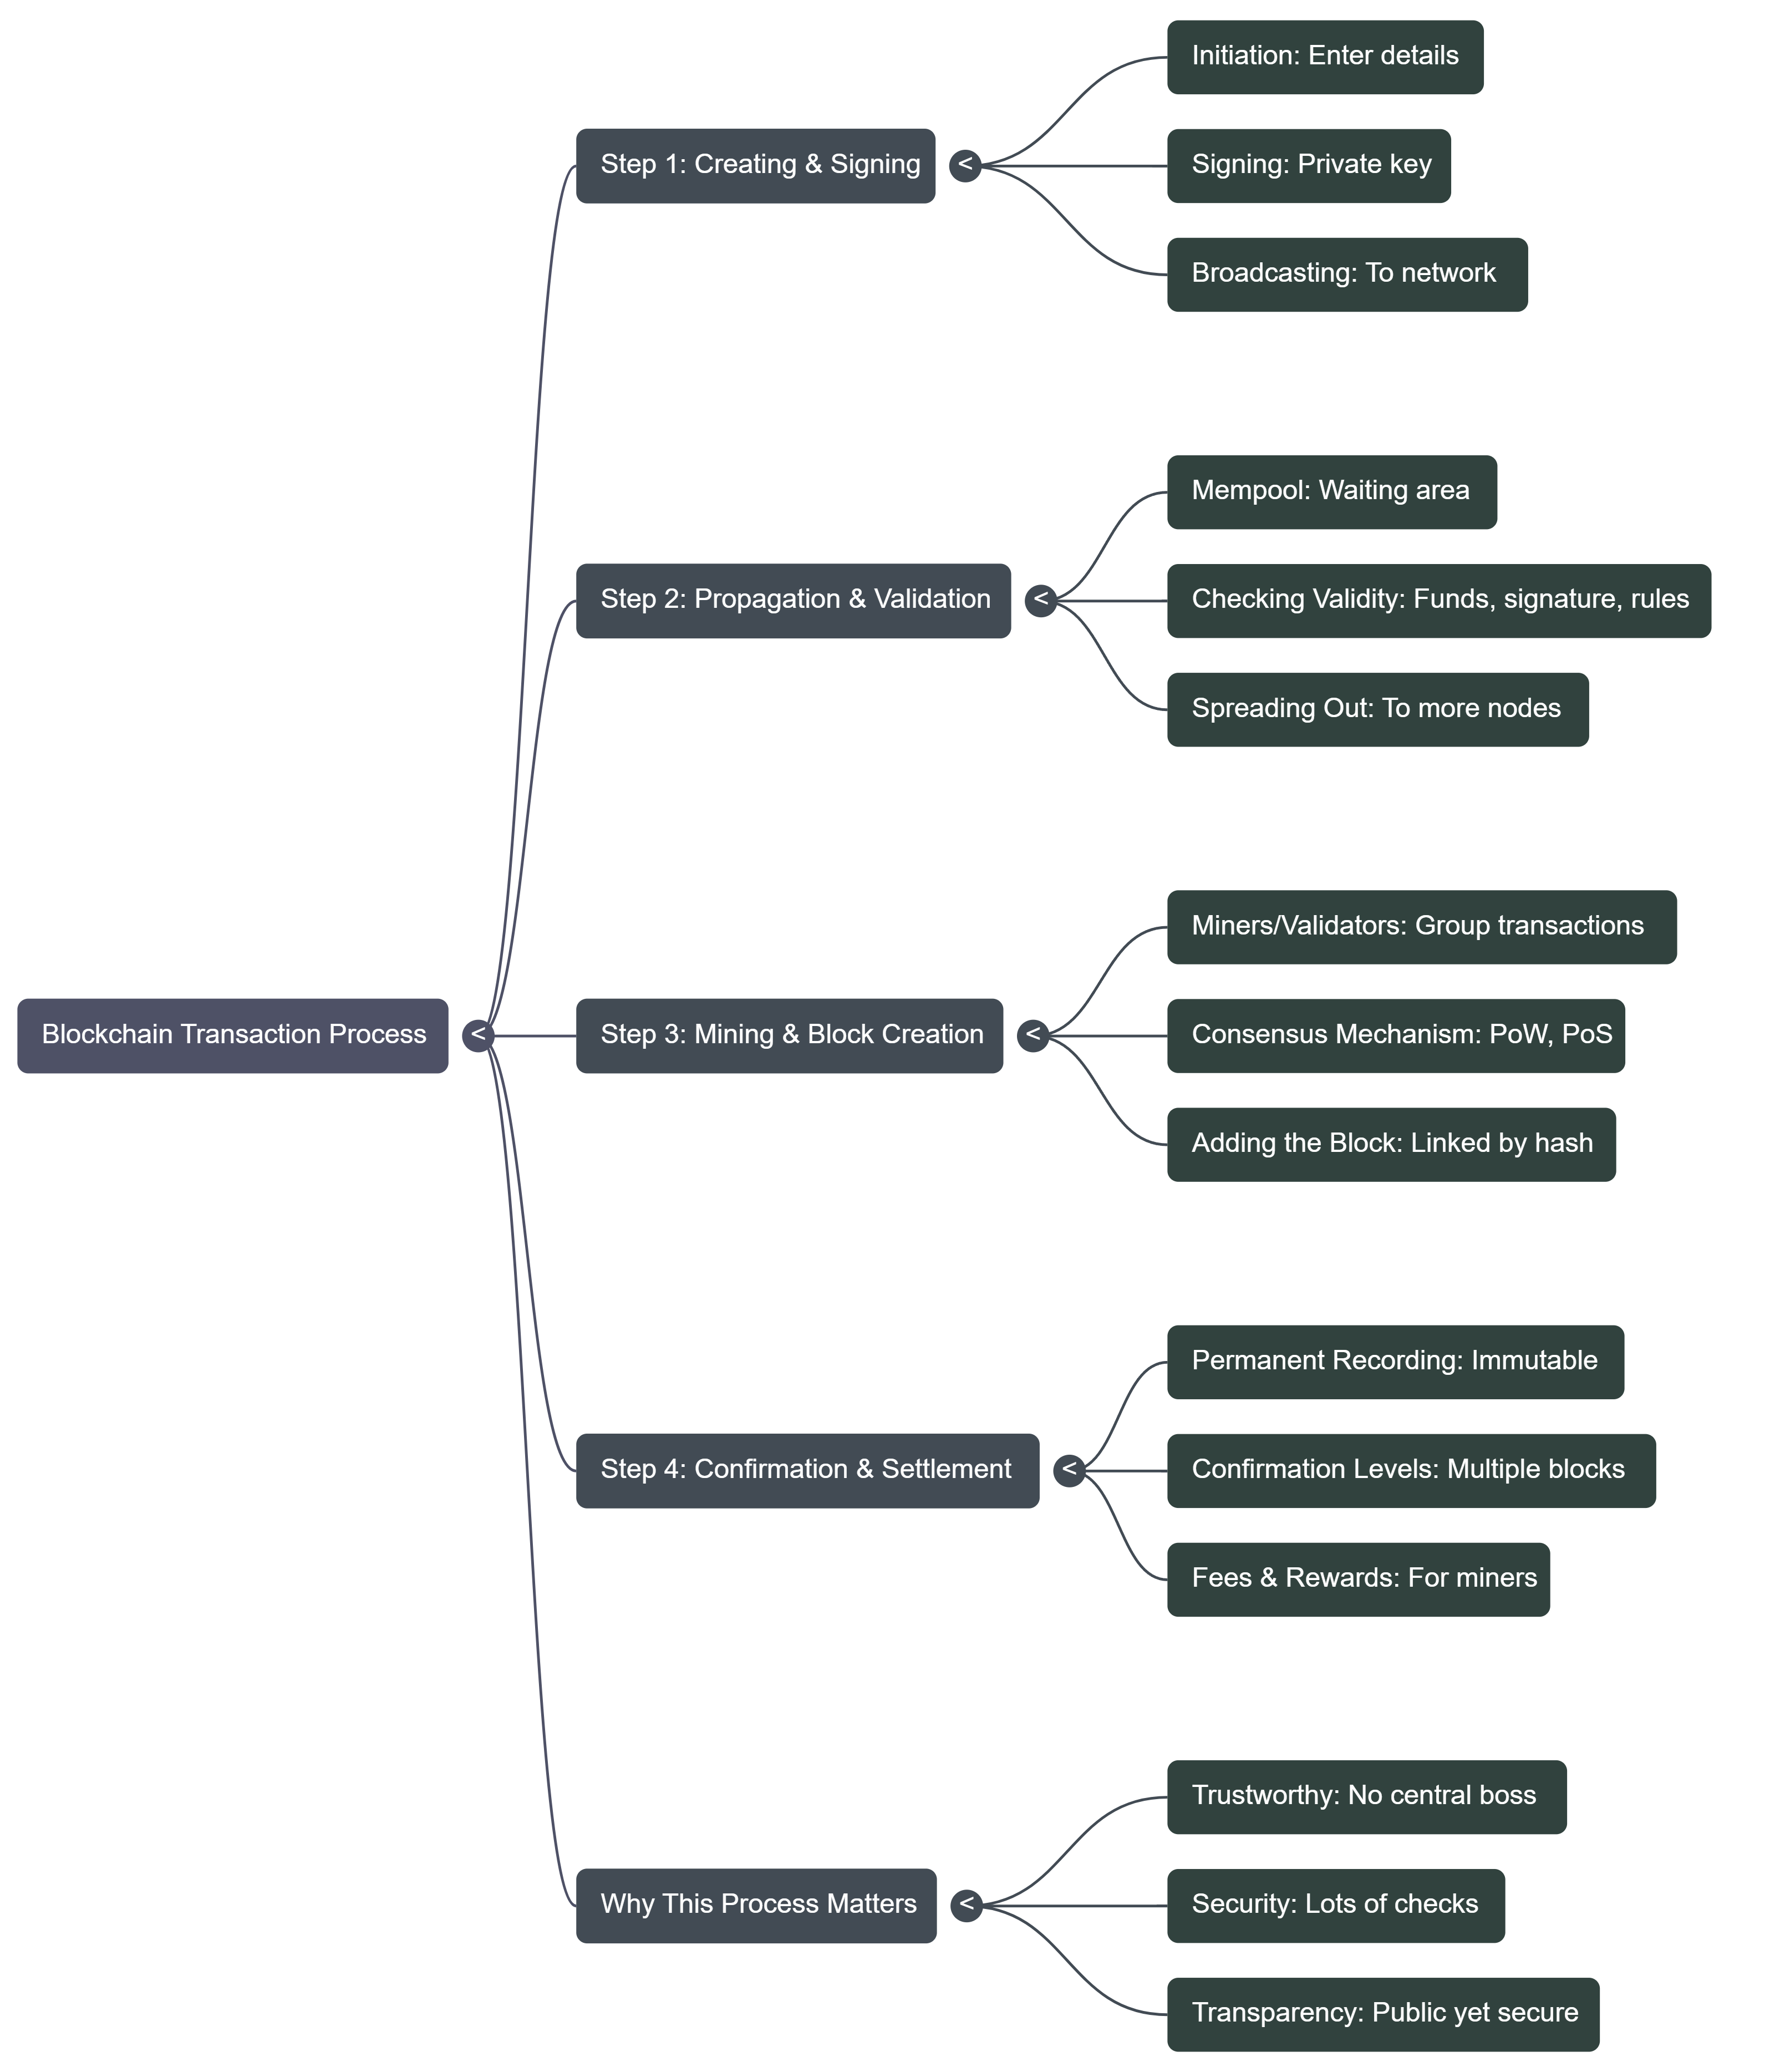 Blockchain Transaction Process
<
Step 1: Creating & Signing
<
Initiation: Enter details
Signing: Private key
Broadcasting: To network
Step 2: Propagation & Validation
<
Mempool: Waiting area
Checking Validity: Funds, signature, rules
Spreading Out: To more nodes
Step 3: Mining & Block Creation
<
Miners/Validators: Group transactions
Consensus Mechanism: PoW, PoS
Adding the Block: Linked by hash
Step 4: Confirmation & Settlement
<
Permanent Recording: Immutable
Confirmation Levels: Multiple blocks
Fees & Rewards: For miners
Why This Process Matters
<
Trustworthy: No central boss
Security: Lots of checks
Transparency: Public yet secure